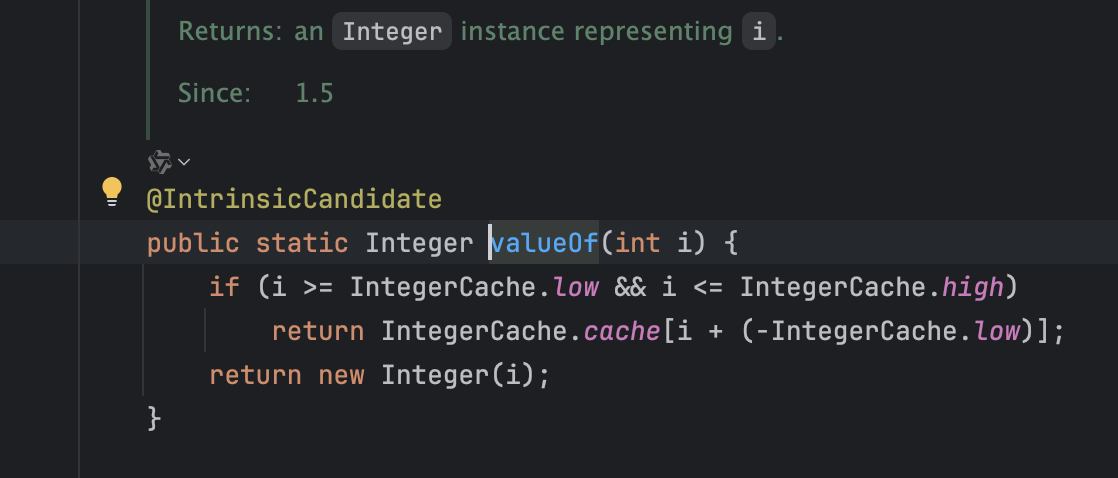 Returns: an Integer instance representing i.
Since: 1.5
@IntrinsicCandidate
public static Integer valueOf(int i) {
    if (i >= IntegerCache.low && i <= IntegerCache.high)
        return IntegerCache.cache[i + (-IntegerCache.low)];
    return new Integer(i);
}